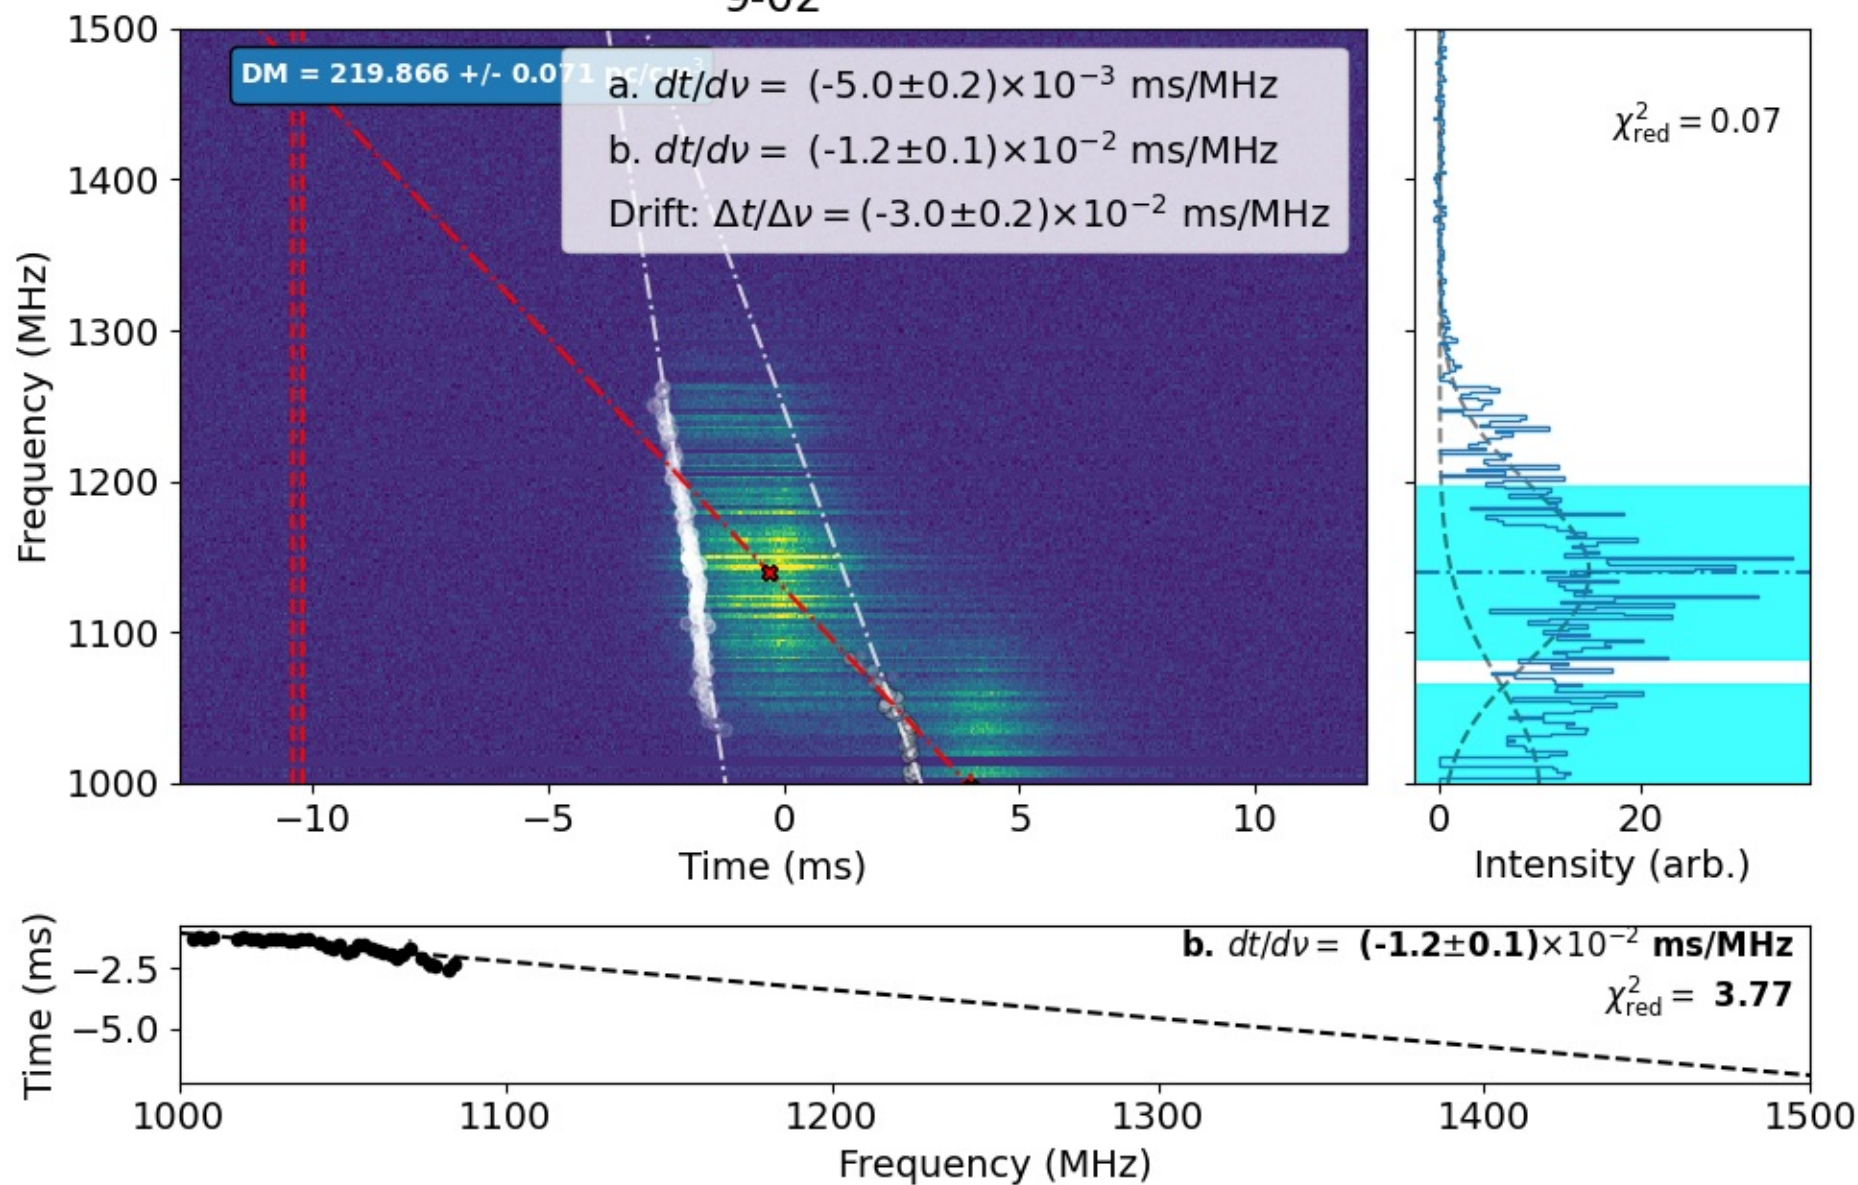 9-02
DM = 219.866 +/- 0.071 pc/cm³
a. dt/dν = (-5.0±0.2)×10⁻³ ms/MHz
b. dt/dν = (-1.2±0.1)×10⁻² ms/MHz
Drift: Δt/Δν = (-3.0±0.2)×10⁻² ms/MHz
1500
1400
1300
1200
1100
1000
Frequency (MHz)
−10 −5 0 5 10
Time (ms)
χ²red = 0.07
0 20
Intensity (arb.)
Time (ms)
−2.5
−5.0
b. dt/dν = (-1.2±0.1)×10⁻² ms/MHz
χ²red = 3.77
1000 1100 1200 1300 1400 1500
Frequency (MHz)